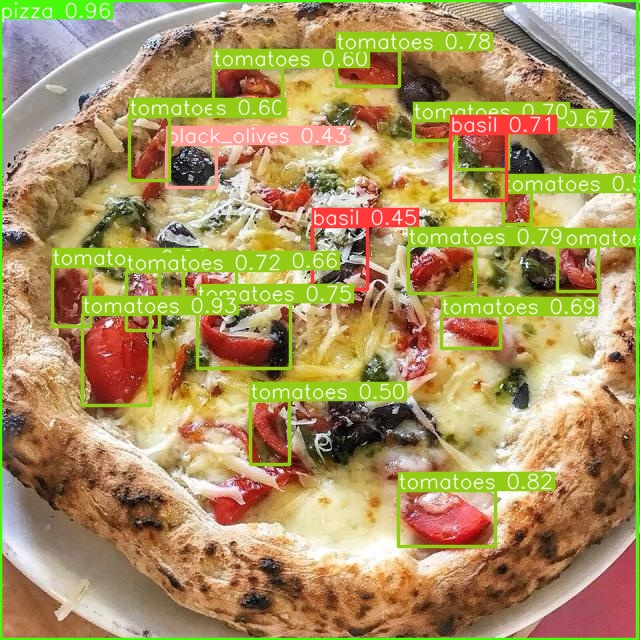 pizza 0.96
tomatoes 0.78
tomatoes 0.60
tomatoes 0.60
tomatoes 0.70
0.67
basil 0.71
black_olives 0.43
tomatoes 0.
basil 0.45
tomatoes 0.79
omatoe
tomato
tomatoes 0.72
0.66
tomatoes 0.75
tomatoes 0.93
tomatoes 0.69
tomatoes 0.50
tomatoes 0.82